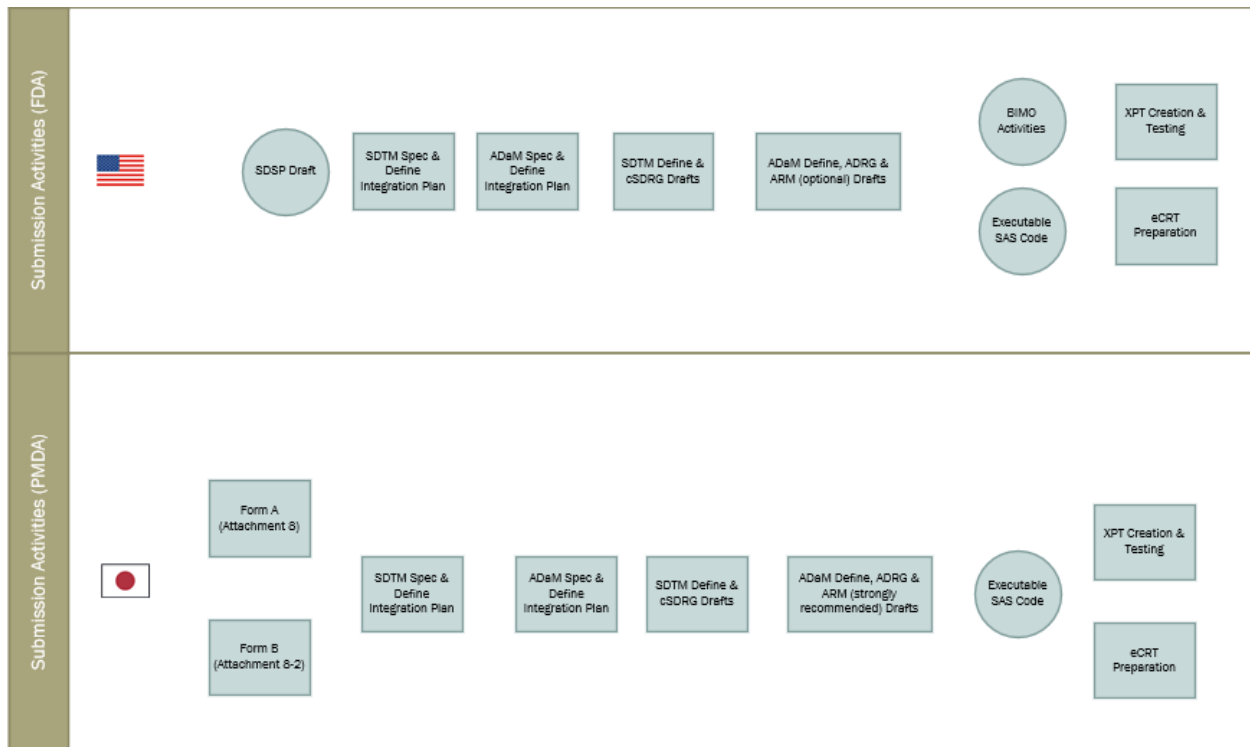 Submission Activities (FDA)
SDSP Draft
SDTM Spec &
Define
Integration Plan
ADaM Spec &
Define
Integration Plan
SDTM Define &
cSDRG Drafts
ADaM Define, ADRG &
ARM (optional) Drafts
BIMO
Activities
Executable
SAS Code
XPT Creation &
Testing
eCRT
Preparation
Submission Activities (PMDA)
Form A
(Attachment 8)
Form B
(Attachment 8-2)
SDTM Spec &
Define
Integration Plan
ADaM Spec &
Define
Integration Plan
SDTM Define &
cSDRG Drafts
ADaM Define, ADRG &
ARM (strongly
recommended) Drafts
Executable
SAS Code
XPT Creation &
Testing
eCRT
Preparation